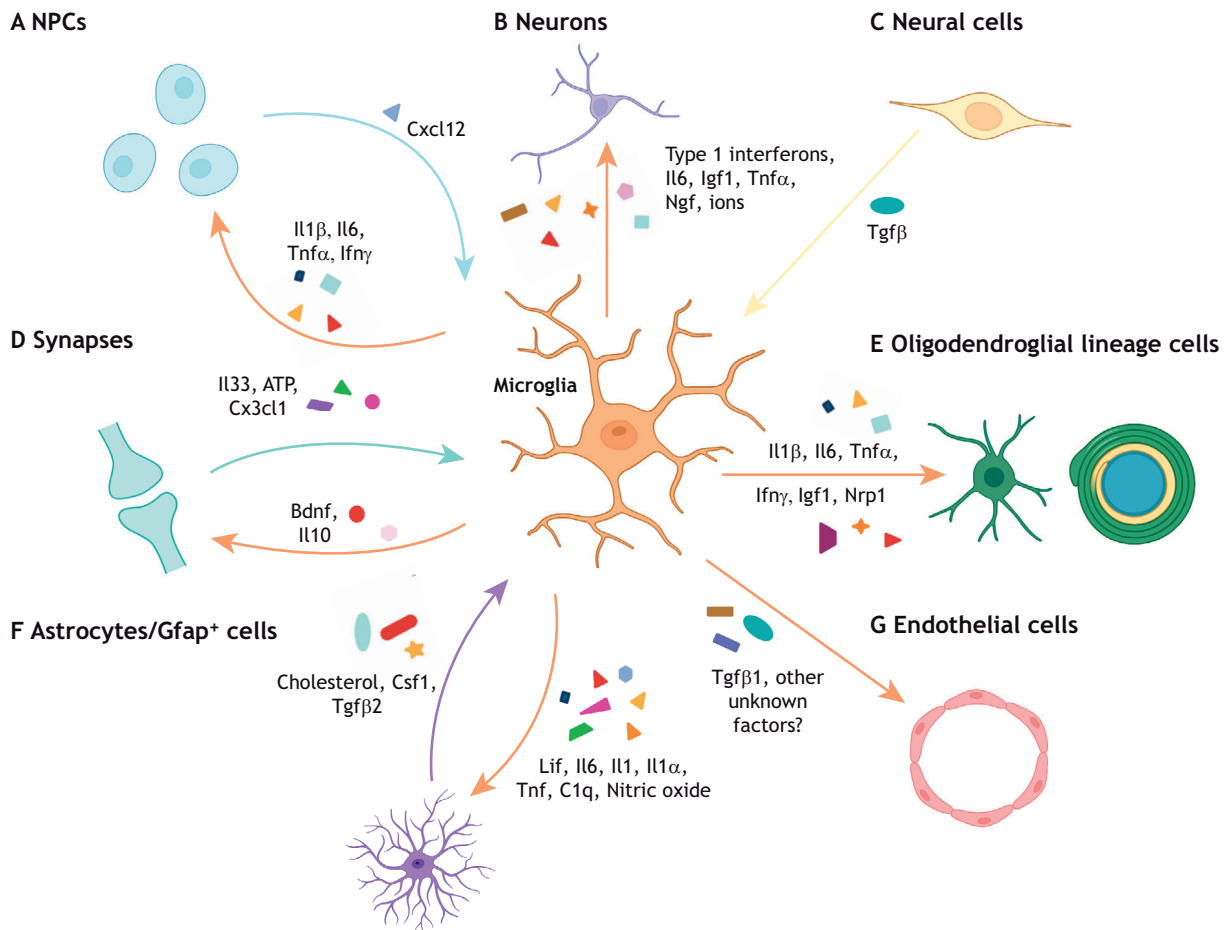 A NPCs
B Neurons
C Neural cells
Cxcl12
Type 1 interferons,
Il6, Igf1, Tnfα,
Ngf, ions
Tgfβ
Il1β, Il6,
Tnfα, Ifnγ
D Synapses
E Oligodendroglial lineage cells
Il33, ATP,
Cx3cl1
Microglia
Il1β, Il6, Tnfα,
Ifnγ, Igf1, Nrp1
Bdnf,
Il10
F Astrocytes/Gfap⁺ cells
G Endothelial cells
Cholesterol, Csf1,
Tgfβ2
Tgfβ1, other
unknown
factors?
Lif, Il6, Il1, Il1α,
Tnf, C1q, Nitric oxide